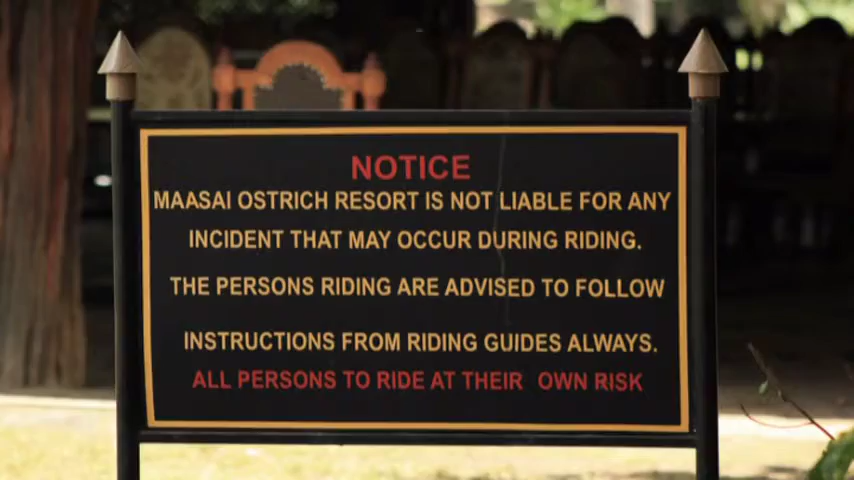 NOTICE
MAASAI OSTRICH RESORT IS NOT LIABLE FOR ANY
INCIDENT THAT MAY OCCUR DURING RIDING.
THE PERSONS RIDING ARE ADVISED TO FOLLOW
INSTRUCTIONS FROM RIDING GUIDES ALWAYS.
ALL PERSONS TO RIDE AT THEIR OWN RISK